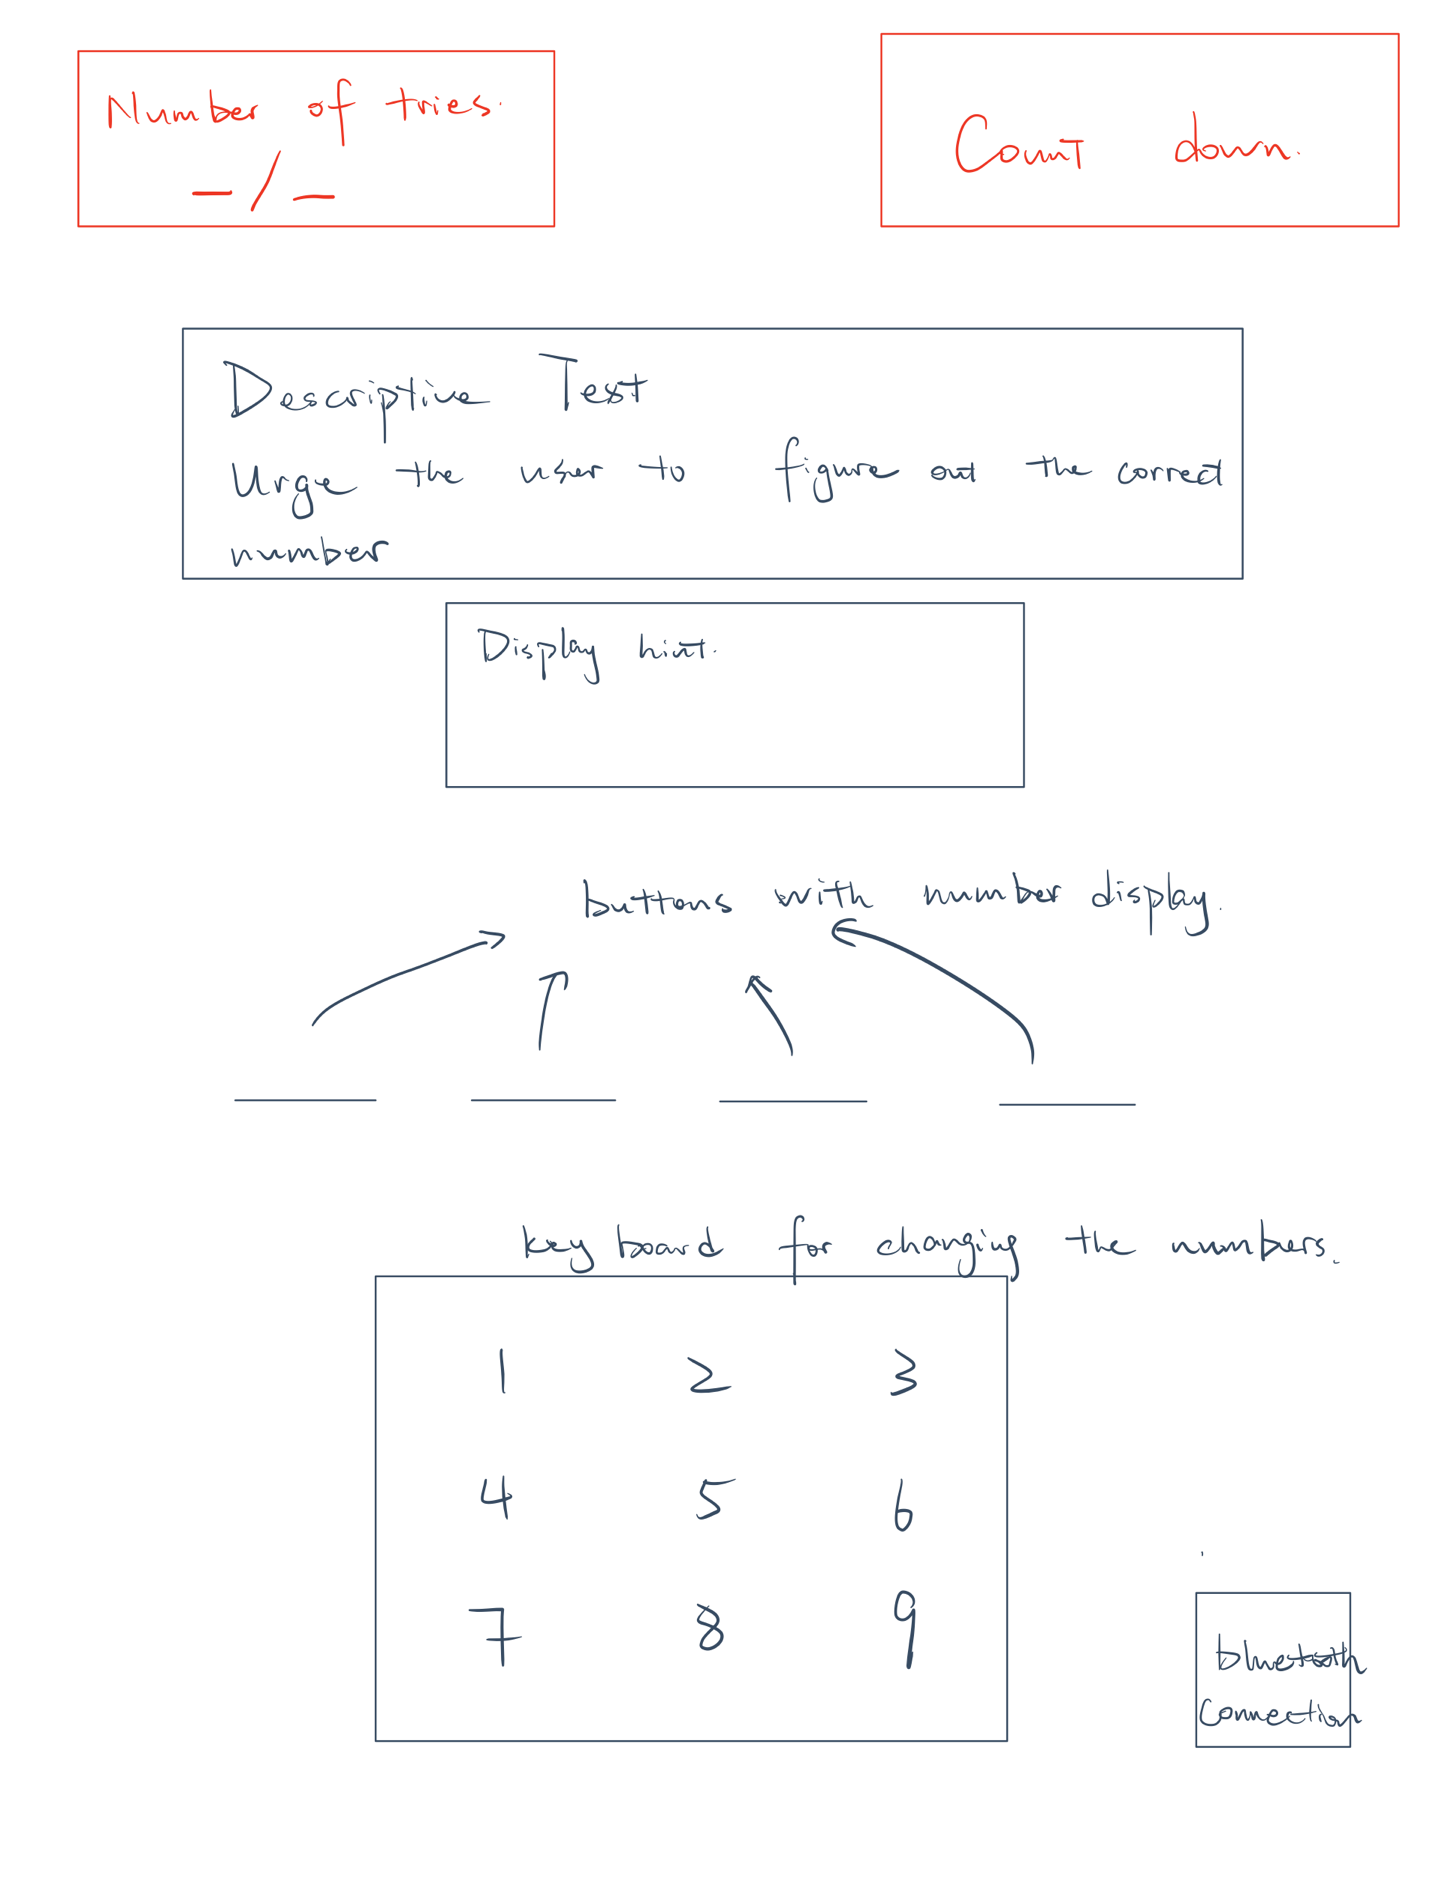 Number of tries.
_/_
Count down.
Descriptive Text
Urge the user to figure out the correct
number
Display hint.
buttons with number display.
keyboard for changing the numbers.
1 2 3
4 5 6
7 8 9
bluetooth
connection